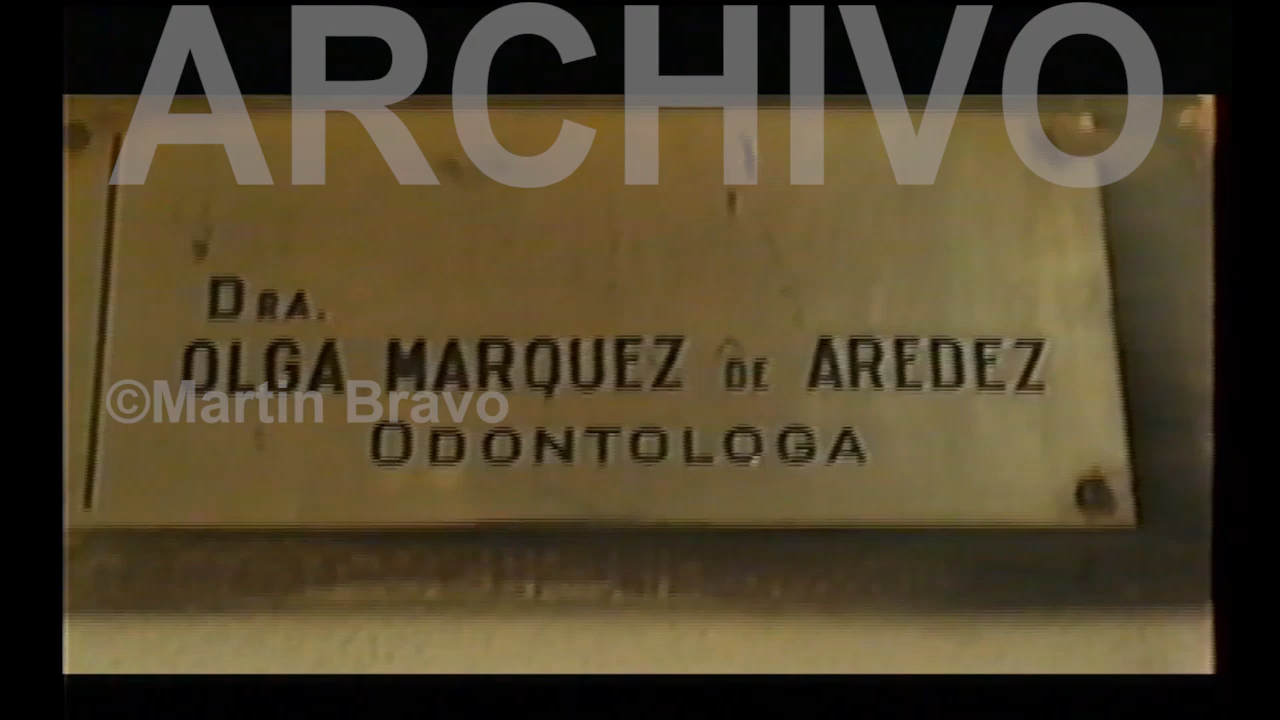 ARCHIVO
DRA.
OLGA MARQUEZ DE AREDEZ
©Martin Bravo
ODONTOLOGA